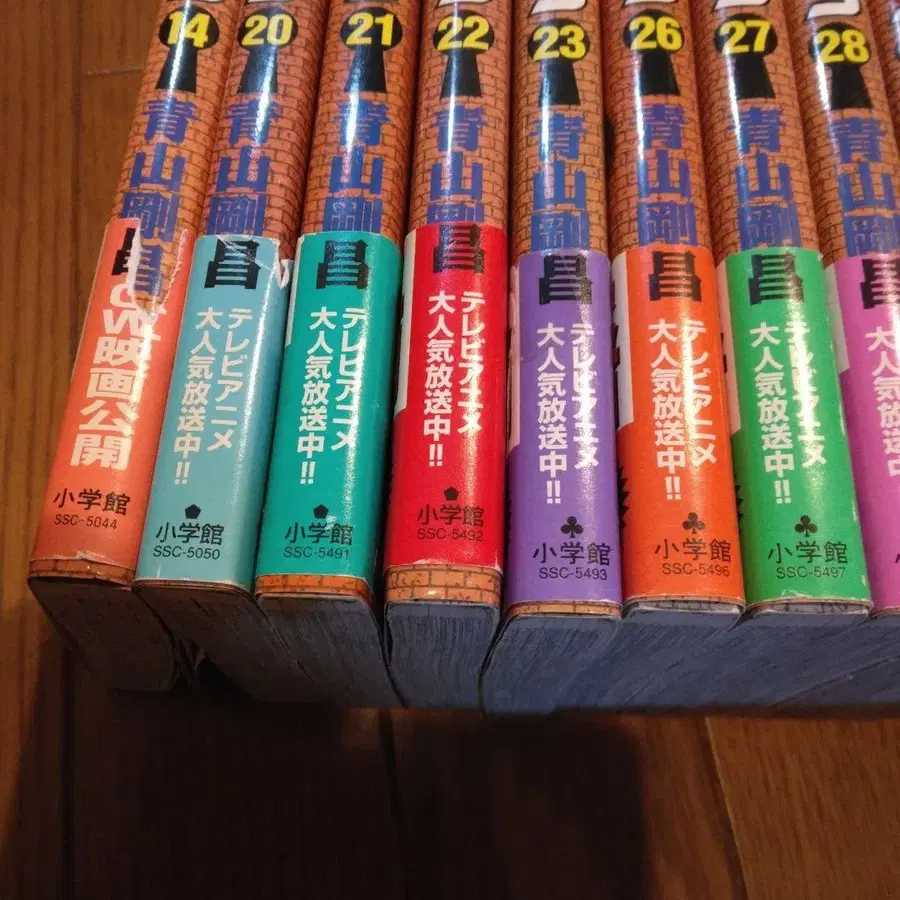 14
青山剛昌
GW映画公開
小学館
SSC-5044
20
青山剛昌
テレビアニメ
大人気放送中!!
小学館
SSC-5050
21
青山剛昌
テレビアニメ
大人気放送中!!
小学館
SSC-5491
22
青山剛昌
テレビアニメ
大人気放送中!!
小学館
SSC-5492
23
青山剛昌
テレビアニメ
大人気放送中!!
小学館
SSC-5493
26
青山剛昌
テレビアニメ
大人気放送中!!
小学館
SSC-5496
27
青山剛昌
テレビアニメ
大人気放送中!!
小学館
SSC-5497
28
青山剛昌
大人気放送中!!